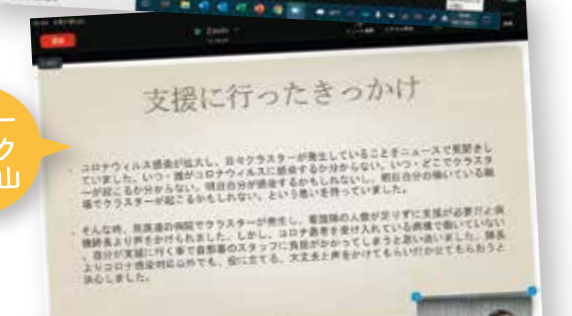 Zoom
支援に行ったきっかけ
ー
ク
山
・ コロナウィルス感染が拡大し、日々クラスターが発生していることをニュースで見聞きし
ていました。いつ・誰がコロナウィルスに感染するか分からない。いつ・どこでクラスタ
ーが起こるか分からない。明日自分が感染するかもしれないし、明日自分の働いている職
場でクラスターが起こるかもしれない。という思いを持っていました。
・ そんな時、民医連の病院でクラスターが発生し、看護師の人数が足りずに支援が必要だと病
棟師長より声をかけられました。しかし、コロナ患者を受け入れている病棟で働いていない
、自分が支援に行く事で自部署のスタッフに負担がかかってしまうと思い迷いました。師長
よりコロナ感染対応以外でも、役に立てる、大丈夫と声をかけてもらい行かせてもらおうと
決心しました。